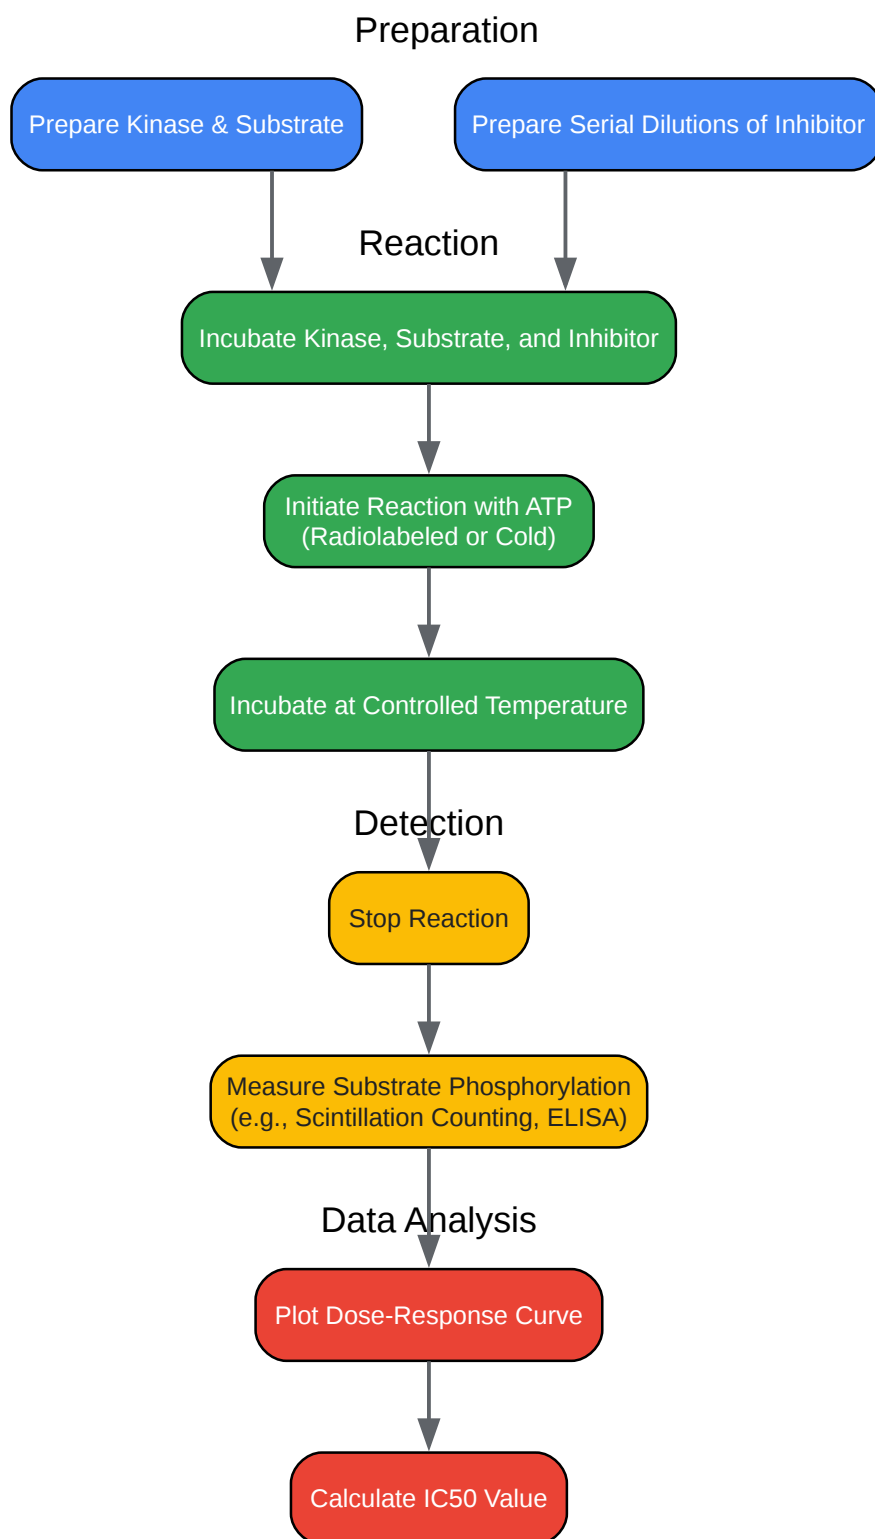 Preparation
Prepare Kinase & Substrate
Prepare Serial Dilutions of Inhibitor
Reaction
Incubate Kinase, Substrate, and Inhibitor
Initiate Reaction with ATP
(Radiolabeled or Cold)
Incubate at Controlled Temperature
Detection
Stop Reaction
Measure Substrate Phosphorylation
(e.g., Scintillation Counting, ELISA)
Data Analysis
Plot Dose-Response Curve
Calculate IC50 Value